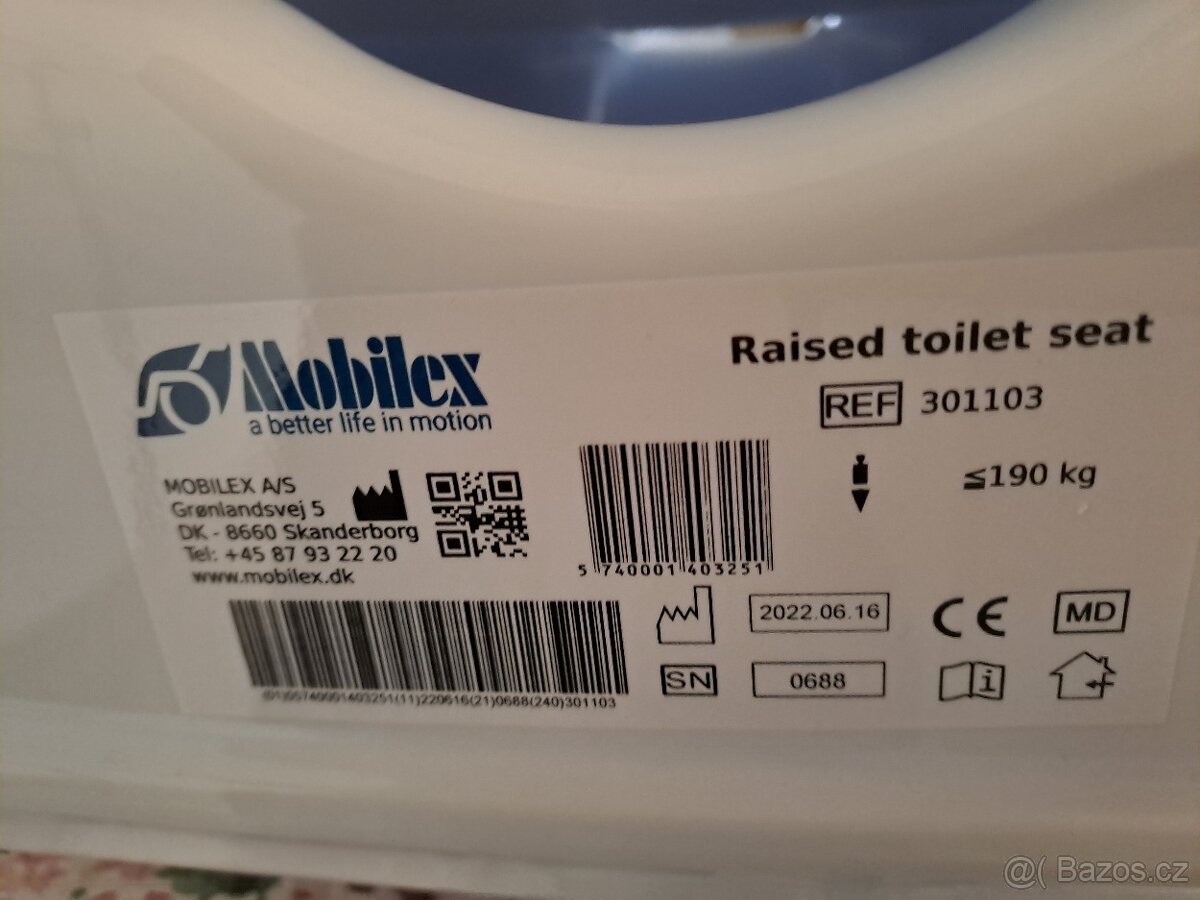 Mobilex
a better life in motion
Raised toilet seat
REF 301103
≤190 kg
MOBILEX A/S
Grønlandsvej 5
DK - 8660 Skanderborg
Tel: +45 87 93 22 20
www.mobilex.dk
5 740001 403251
2022.06.16
CE
MD
SN
0688
i
(01)05740001403251(11)220616(21)0688(240)301103
@( Bazos.cz